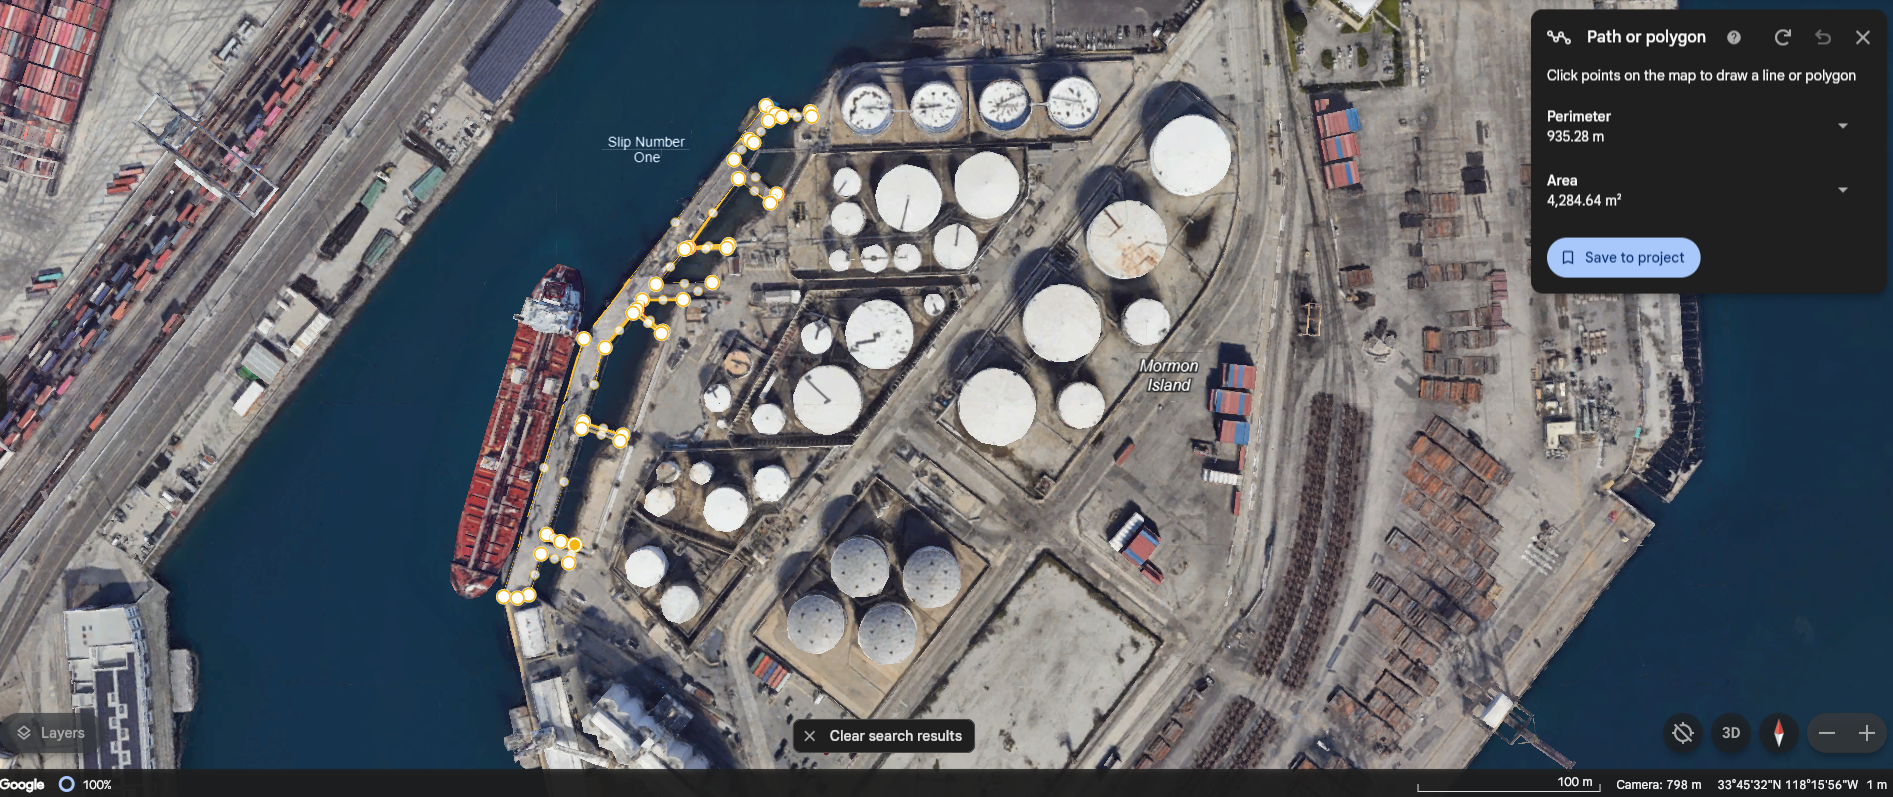 Path or polygon
Click points on the map to draw a line or polygon
Perimeter
935.28 m
Area
4,284.64 m²
Save to project
Slip Number
One
Mormon
Island
Layers
Clear search results
3D
Google
100%
100 m
Camera: 798 m
33°45'32"N 118°15'56"W
1 m